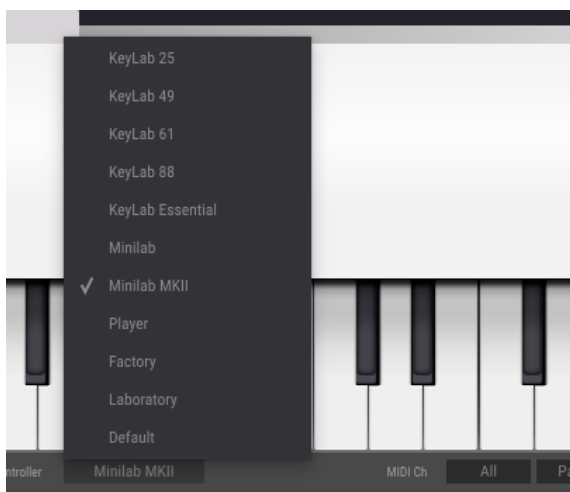 KeyLab 25
KeyLab 49
KeyLab 61
KeyLab 88
KeyLab Essential
Minilab
Minilab MKII
Player
Factory
Laboratory
Default
ntroller Minilab MKII MIDI Ch All Pa